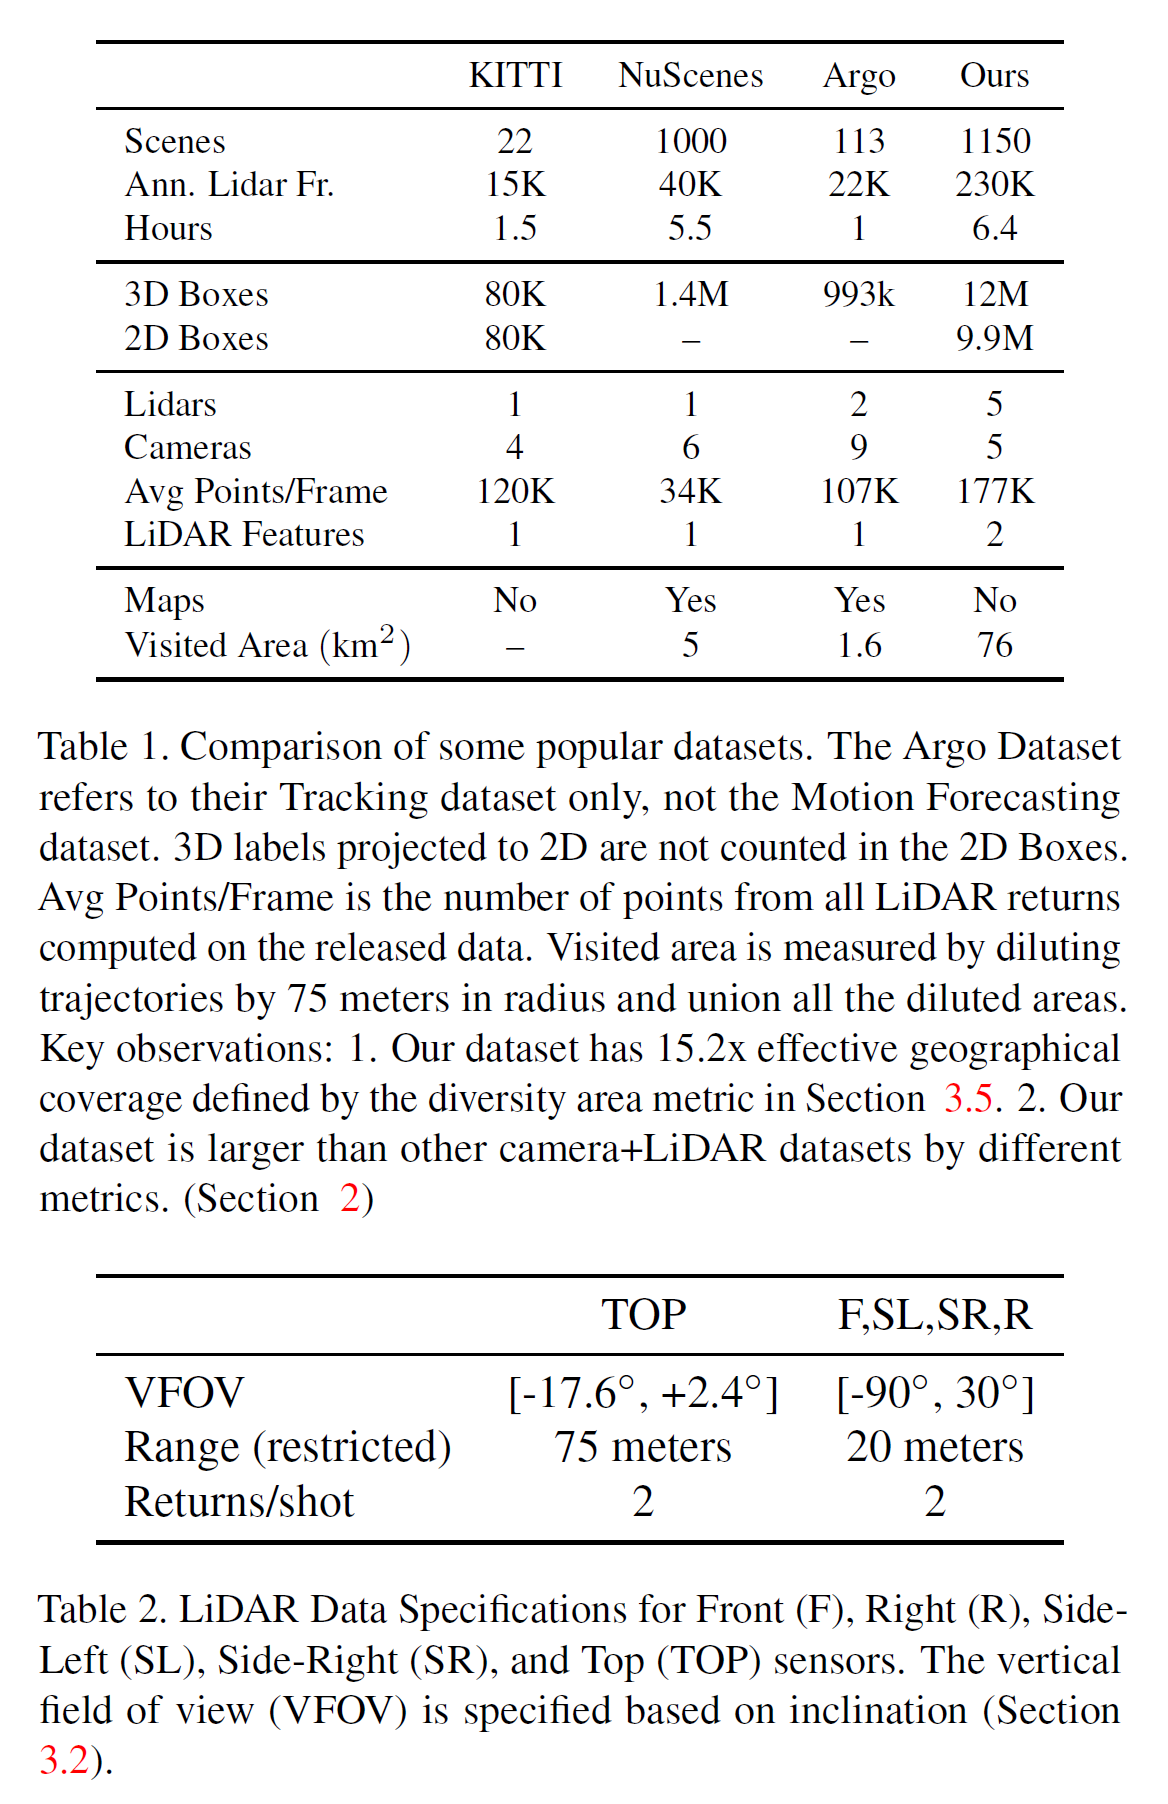 KITTI NuScenes Argo Ours
Scenes 22 1000 113 1150
Ann. Lidar Fr. 15K 40K 22K 230K
Hours 1.5 5.5 1 6.4
3D Boxes 80K 1.4M 993k 12M
2D Boxes 80K – – 9.9M
Lidars 1 1 2 5
Cameras 4 6 9 5
Avg Points/Frame 120K 34K 107K 177K
LiDAR Features 1 1 1 2
Maps No Yes Yes No
Visited Area (km²) – 5 1.6 76
Table 1. Comparison of some popular datasets. The Argo Dataset
refers to their Tracking dataset only, not the Motion Forecasting
dataset. 3D labels projected to 2D are not counted in the 2D Boxes.
Avg Points/Frame is the number of points from all LiDAR returns
computed on the released data. Visited area is measured by diluting
trajectories by 75 meters in radius and union all the diluted areas.
Key observations: 1. Our dataset has 15.2x effective geographical
coverage defined by the diversity area metric in Section 3.5. 2. Our
dataset is larger than other camera+LiDAR datasets by different
metrics. (Section 2)
TOP F,SL,SR,R
VFOV [-17.6°, +2.4°] [-90°, 30°]
Range (restricted) 75 meters 20 meters
Returns/shot 2 2
Table 2. LiDAR Data Specifications for Front (F), Right (R), Side-
Left (SL), Side-Right (SR), and Top (TOP) sensors. The vertical
field of view (VFOV) is specified based on inclination (Section
3.2).